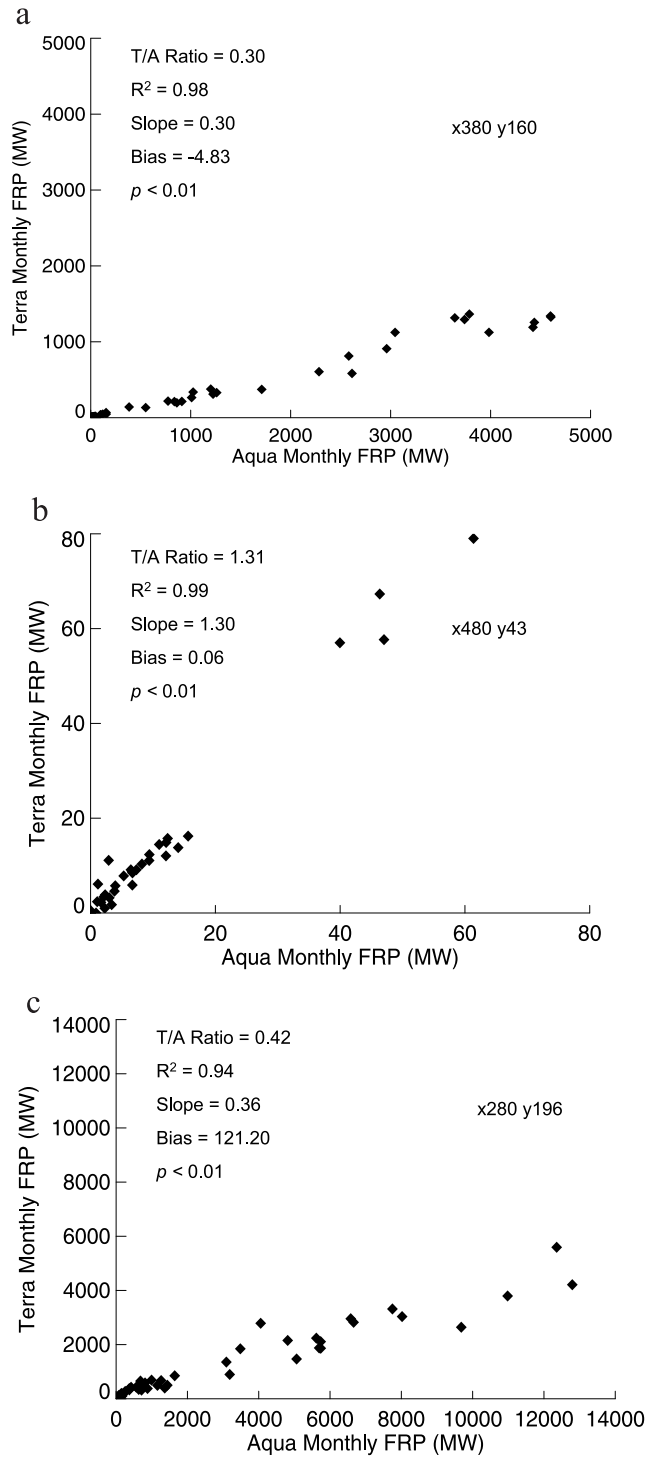 a
5000
4000
3000
2000
1000
0
Terra Monthly FRP (MW)
T/A Ratio = 0.30
R² = 0.98
Slope = 0.30
Bias = -4.83
p < 0.01
x380 y160
0 1000 2000 3000 4000 5000
Aqua Monthly FRP (MW)
b
80
60
40
20
0
Terra Monthly FRP (MW)
T/A Ratio = 1.31
R² = 0.99
Slope = 1.30
Bias = 0.06
p < 0.01
x480 y43
0 20 40 60 80
Aqua Monthly FRP (MW)
c
14000
12000
10000
8000
6000
4000
2000
0
Terra Monthly FRP (MW)
T/A Ratio = 0.42
R² = 0.94
Slope = 0.36
Bias = 121.20
p < 0.01
x280 y196
0 2000 4000 6000 8000 10000 12000 14000
Aqua Monthly FRP (MW)